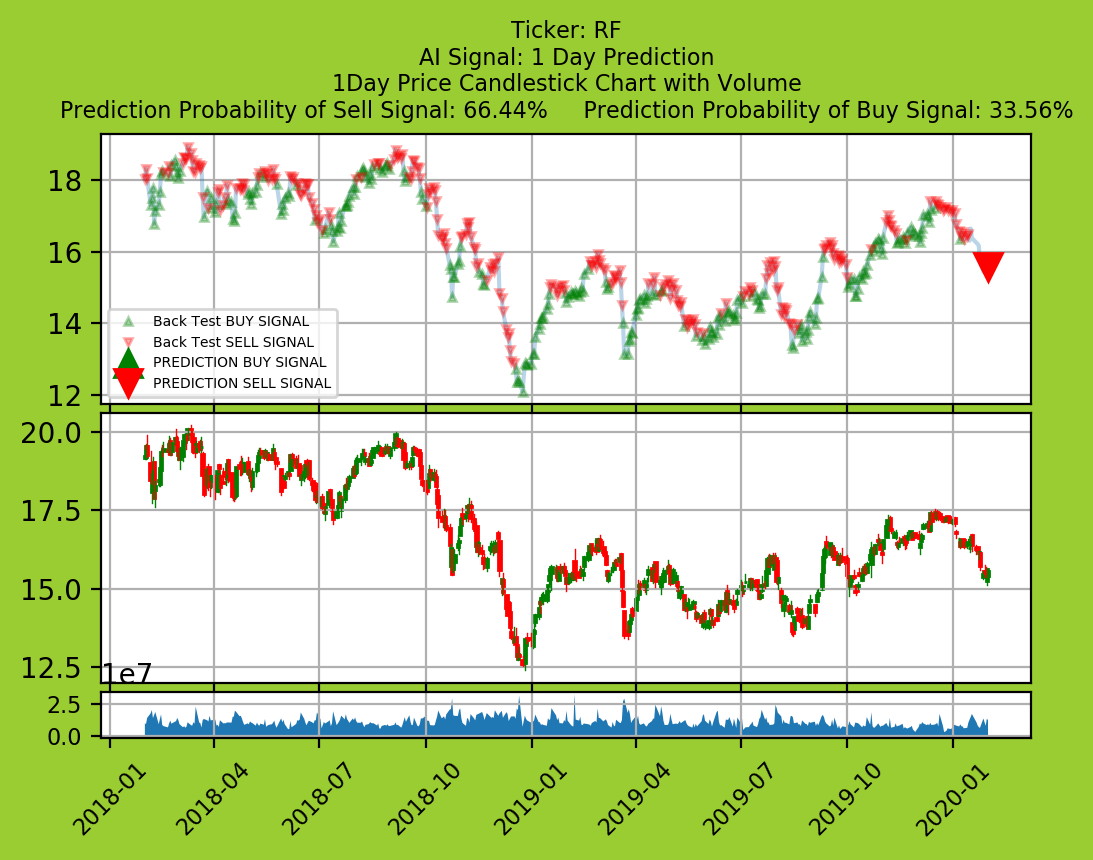 Ticker: RF
AI Signal: 1 Day Prediction
1Day Price Candlestick Chart with Volume
Prediction Probability of Sell Signal: 66.44% Prediction Probability of Buy Signal: 33.56%
18
16
14
12
Back Test BUY SIGNAL
Back Test SELL SIGNAL
PREDICTION BUY SIGNAL
PREDICTION SELL SIGNAL
20.0
17.5
15.0
12.5
1e7
2.5
0.0
2018-01 2018-04 2018-07 2018-10 2019-01 2019-04 2019-07 2019-10 2020-01